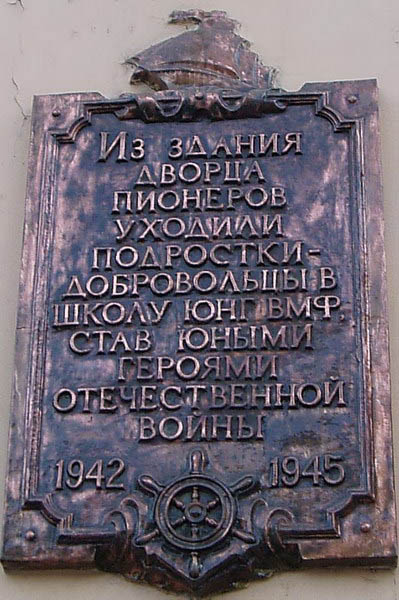 Из здания
дворца
пионеров
уходили
подростки-
добровольцы в
школу юнг ВМФ,
став юными
героями
Отечественной
войны
1942 1945